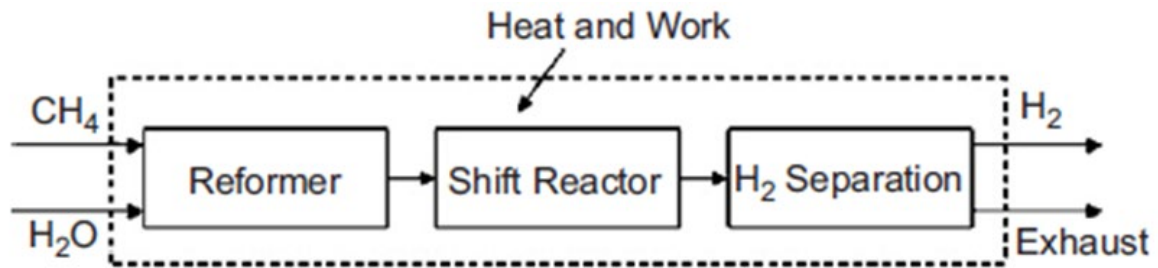 Heat and Work
CH₄
H₂
Reformer
Shift Reactor
H₂ Separation
H₂O
Exhaust